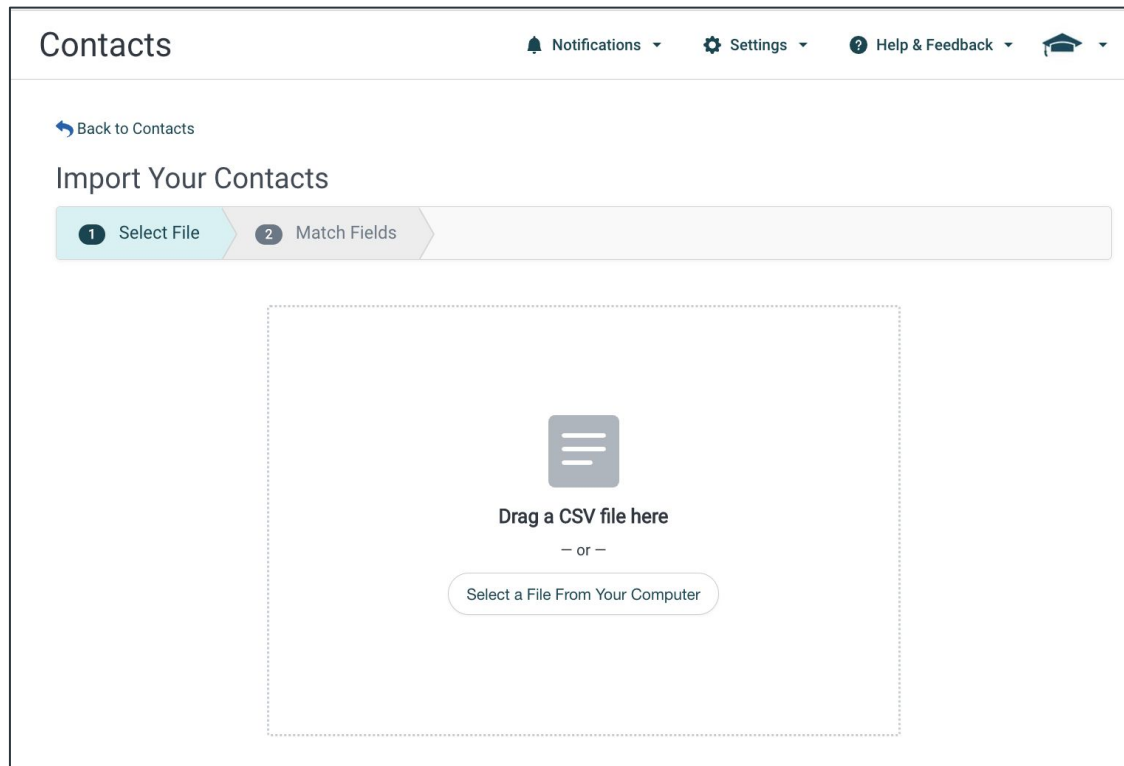 Contacts
Notifications
Settings
Help & Feedback
Back to Contacts
Import Your Contacts
1 Select File
2 Match Fields
Drag a CSV file here
— or —
Select a File From Your Computer